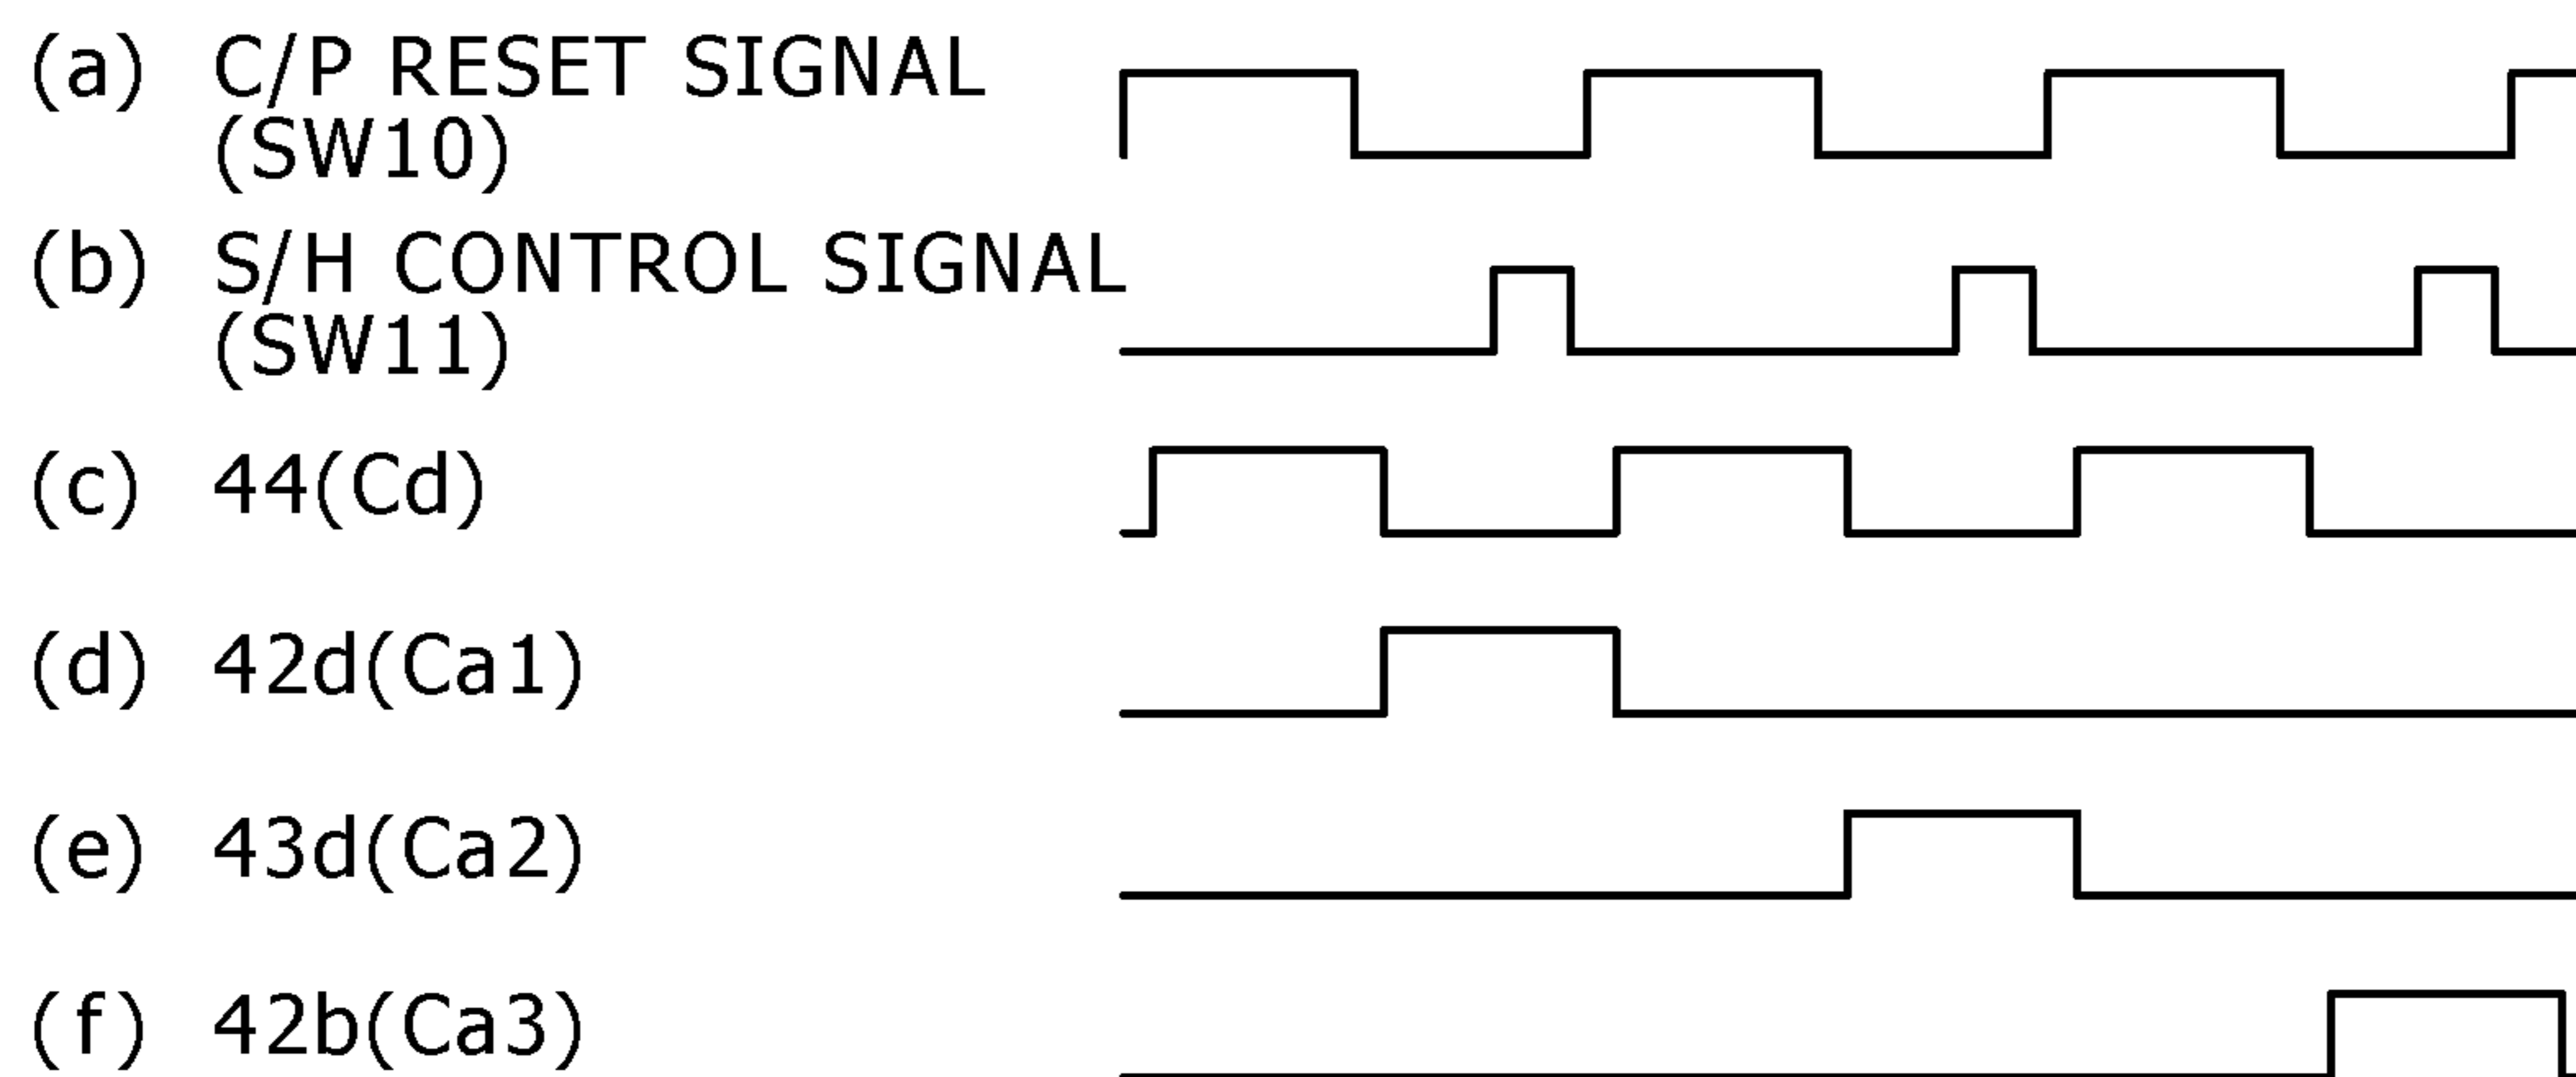 (a) C/P RESET SIGNAL
(SW10)
(b) S/H CONTROL SIGNAL
(SW11)
(c) 44(Cd)
(d) 42d(Ca1)
(e) 43d(Ca2)
(f) 42b(Ca3)